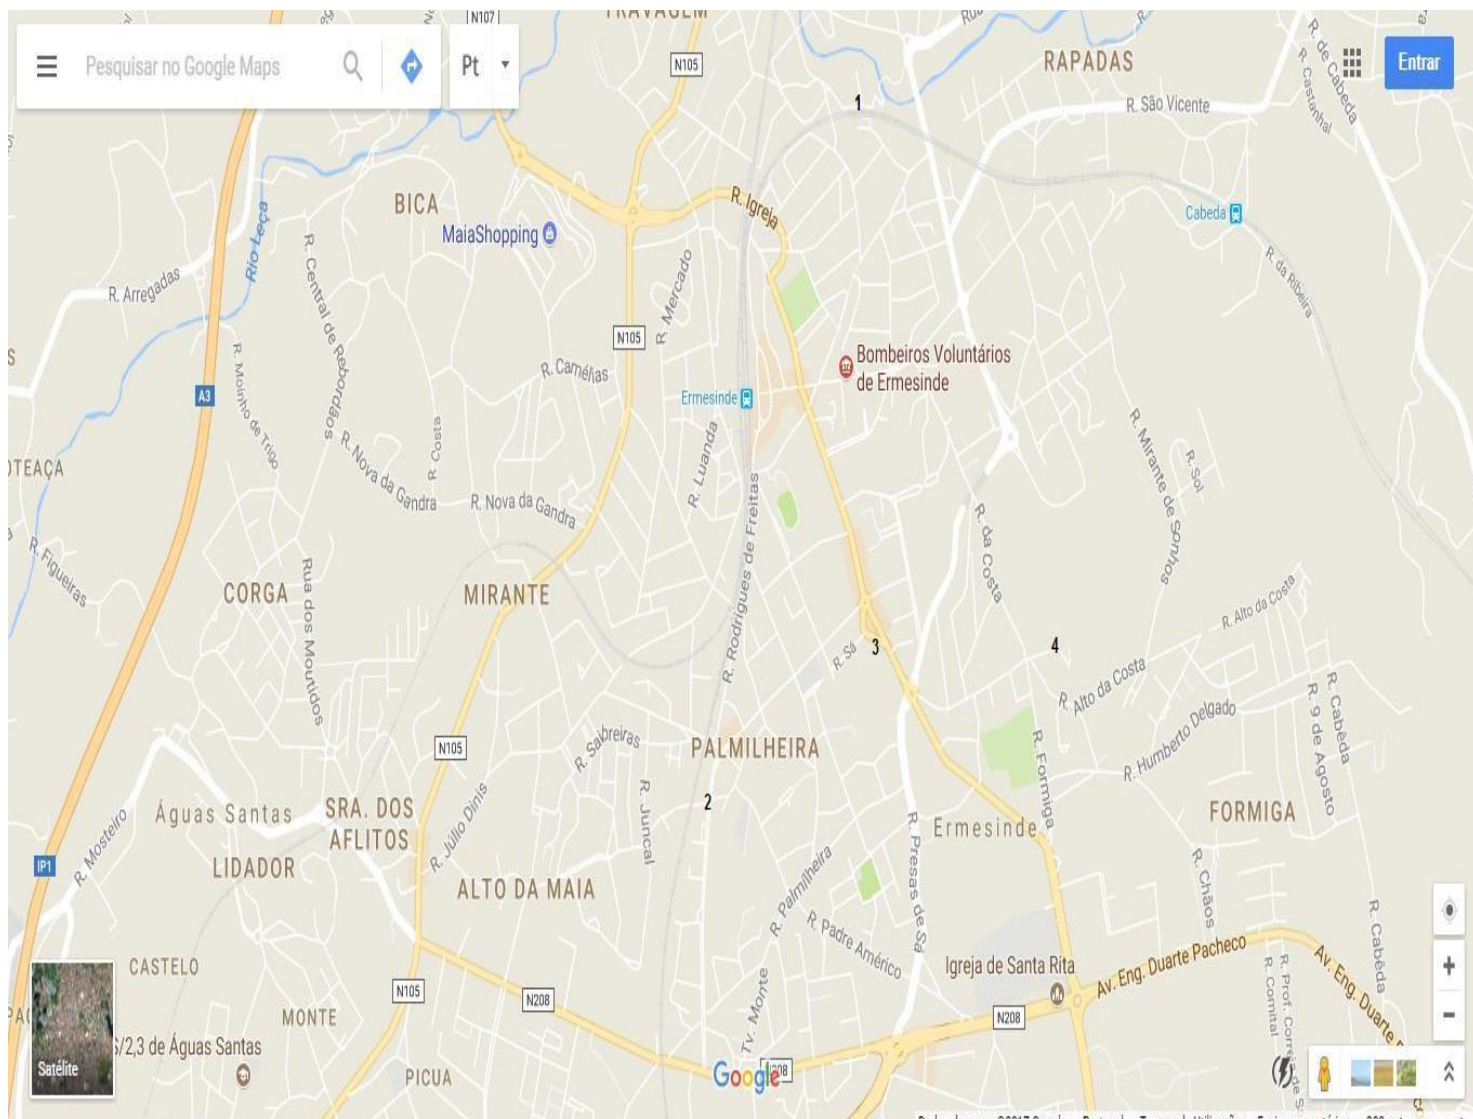 TRAVAGEM
N107
Pesquisar no Google Maps
Pt
N105
RAPADAS
R. de Cabeda
R. Castanhal
Entrar
1
R. São Vicente
BICA
R. Igreja
Cabeda
MaiaShopping
Rio Leça
R. Arregadas
R. Central de Rebordãos
R. Mercado
R. da Ribeira
N105
R. Moinho de Trigo
R. Camélias
Bombeiros Voluntários
de Ermesinde
A3
Ermesinde
R. Costa
R. Luanda
R. Mirante de Sonhos
R. Sol
OTEAÇA
R. Nova da Gandra
R. Nova da Gandra
R. Rodrigues de Freitas
R. da Costa
R. Figueiras
CORGA
Rua dos Moutidos
MIRANTE
R. Alto da Costa
R. Sá
3
4
R. Alto da Costa
R. Cabêda
R. 9 de Agosto
R. Humberto Delgado
N105
R. Saibreiras
PALMILHEIRA
R. Formiga
R. Júlio Dinis
R. Juncal
2
Águas Santas
SRA. DOS
AFLITOS
Ermesinde
FORMIGA
R. Mosteiro
IP1
LIDADOR
ALTO DA MAIA
R. Palmilheira
R. Presas de Sá
R. Chãos
R. Cabêda
R. Padre Américo
CASTELO
Igreja de Santa Rita
Av. Eng. Duarte Pacheco
Av. Eng. Duarte
N105
N208
Tv. Monte
N208
R. Comital
MONTE
S/2,3 de Águas Santas
Satélite
PICUA
Google